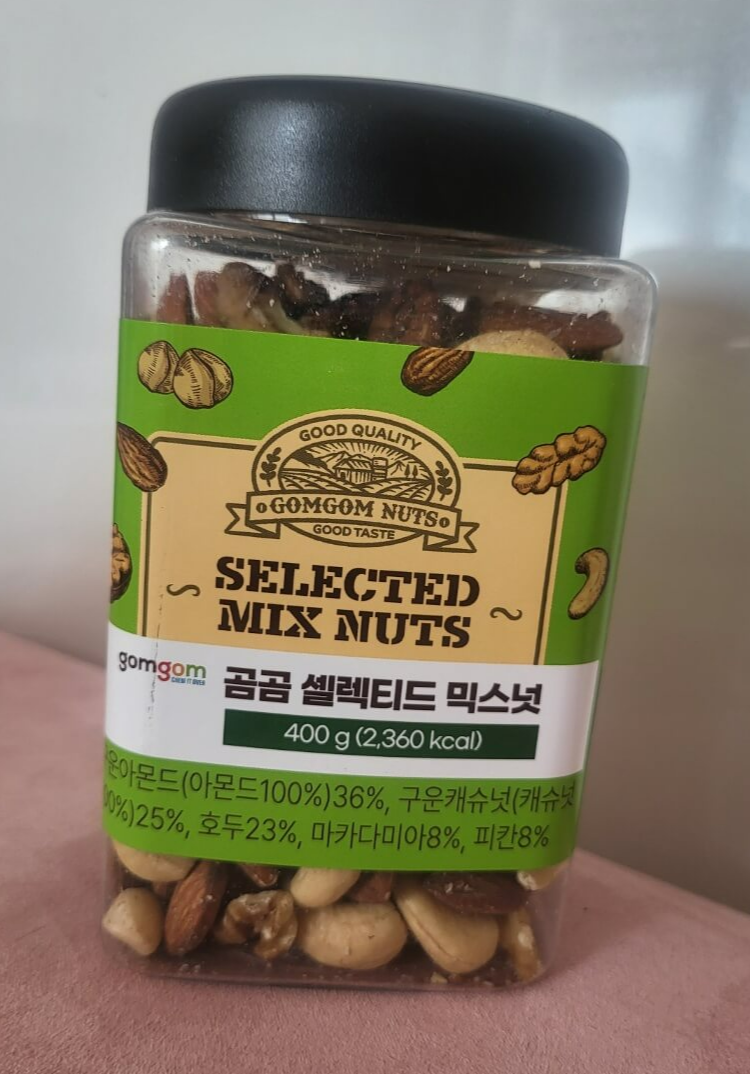 GOOD QUALITY
GOMGOM NUTS
GOOD TASTE
SELECTED
MIX NUTS
gomgom
곰곰 셀렉티드 믹스넛
400 g (2,360 kcal)
운아몬드(아몬드100%)36%, 구운캐슈넛(캐슈넛
00%)25%, 호두23%, 마카다미아8%, 피칸8%